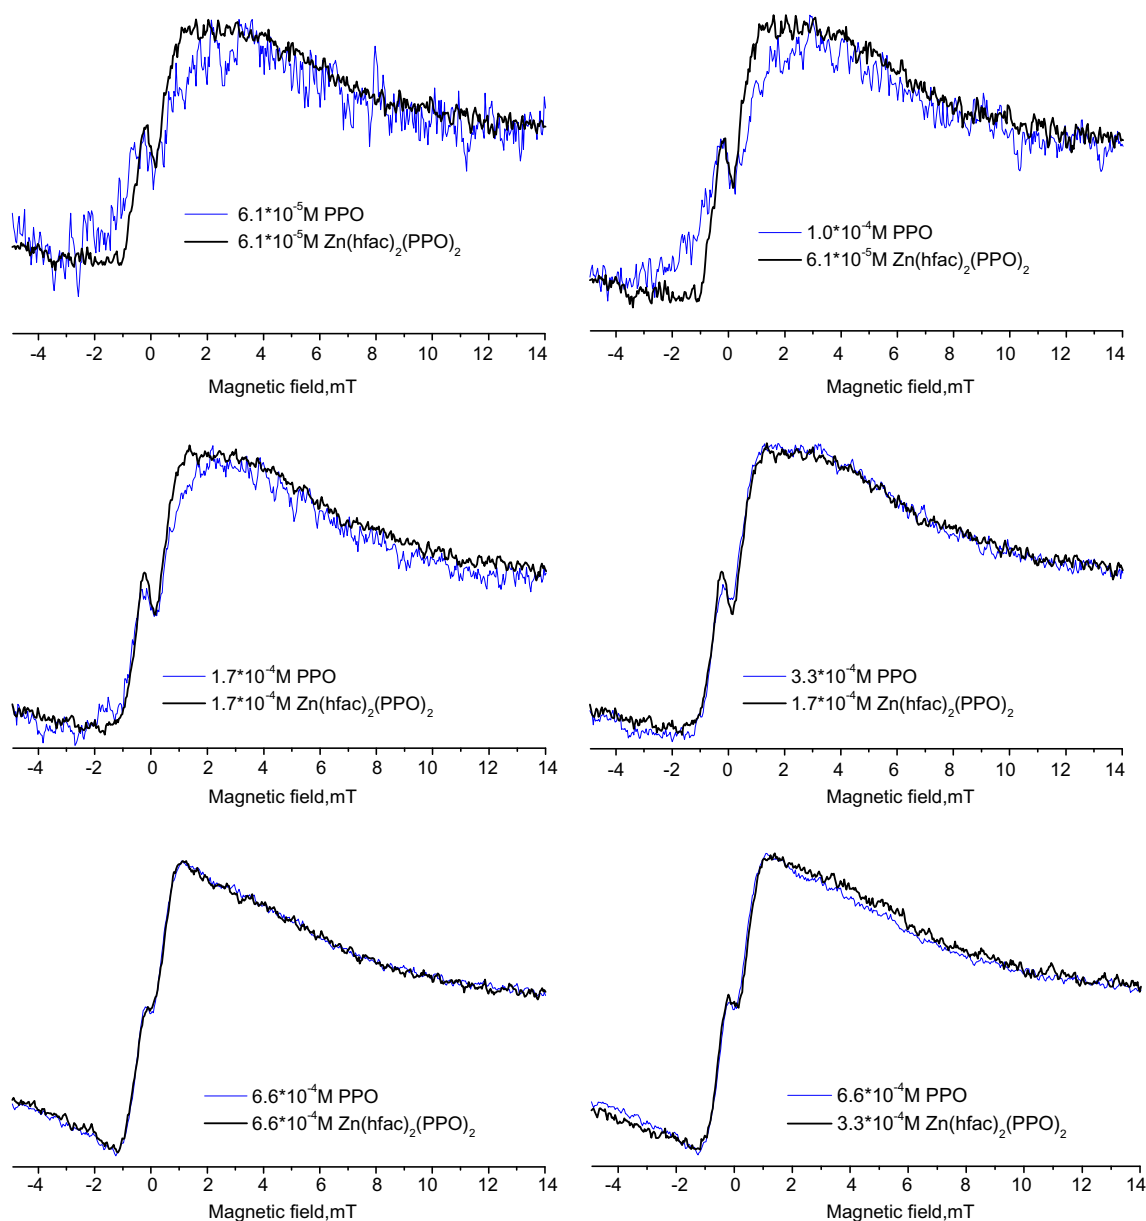 6.1*10⁻⁵M PPO
6.1*10⁻⁵M Zn(hfac)₂(PPO)₂
-4 -2 0 2 4 6 8 10 12 14
Magnetic field,mT
1.0*10⁻⁴M PPO
6.1*10⁻⁵M Zn(hfac)₂(PPO)₂
-4 -2 0 2 4 6 8 10 12 14
Magnetic field,mT
1.7*10⁻⁴M PPO
1.7*10⁻⁴M Zn(hfac)₂(PPO)₂
-4 -2 0 2 4 6 8 10 12 14
Magnetic field,mT
3.3*10⁻⁴M PPO
1.7*10⁻⁴M Zn(hfac)₂(PPO)₂
-4 -2 0 2 4 6 8 10 12 14
Magnetic field,mT
6.6*10⁻⁴M PPO
6.6*10⁻⁴M Zn(hfac)₂(PPO)₂
-4 -2 0 2 4 6 8 10 12 14
Magnetic field,mT
6.6*10⁻⁴M PPO
3.3*10⁻⁴M Zn(hfac)₂(PPO)₂
-4 -2 0 2 4 6 8 10 12 14
Magnetic field,mT